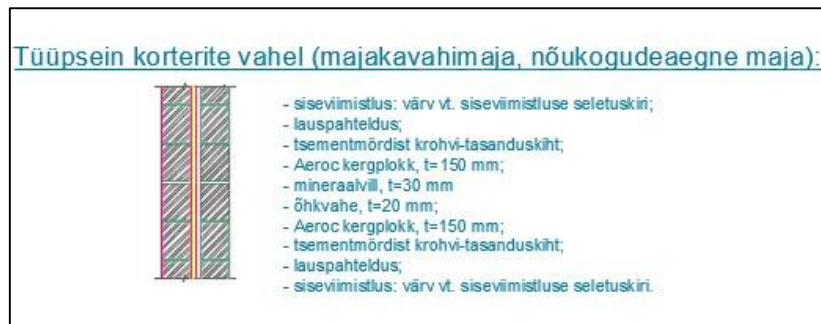 Tüüpsein korterite vahel (majakavahimaja, nõukogudeaegne maja):
- siseviimistlus: värv vt. siseviimistluse seletuskiri;
- lauspahteldus;
- tsementmördist krohvi-tasanduskiht;
- Aeroc kergplokk, t=150 mm;
- mineraalvill, t=30 mm
- õhkvahe, t=20 mm;
- Aeroc kergplokk, t=150 mm;
- tsementmördist krohvi-tasanduskiht;
- lauspahteldus;
- siseviimistlus: värv vt. siseviimistluse seletuskiri.